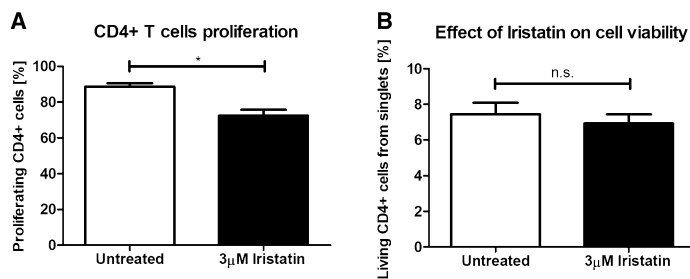 A
CD4+ T cells proliferation
Proliferating CD4+ cells [%]
100
80
60
40
20
0
*
Untreated
3μM Iristatin
B
Effect of Iristatin on cell viability
Living CD4+ cells from singlets [%]
10
8
6
4
2
0
n.s.
Untreated
3μM Iristatin